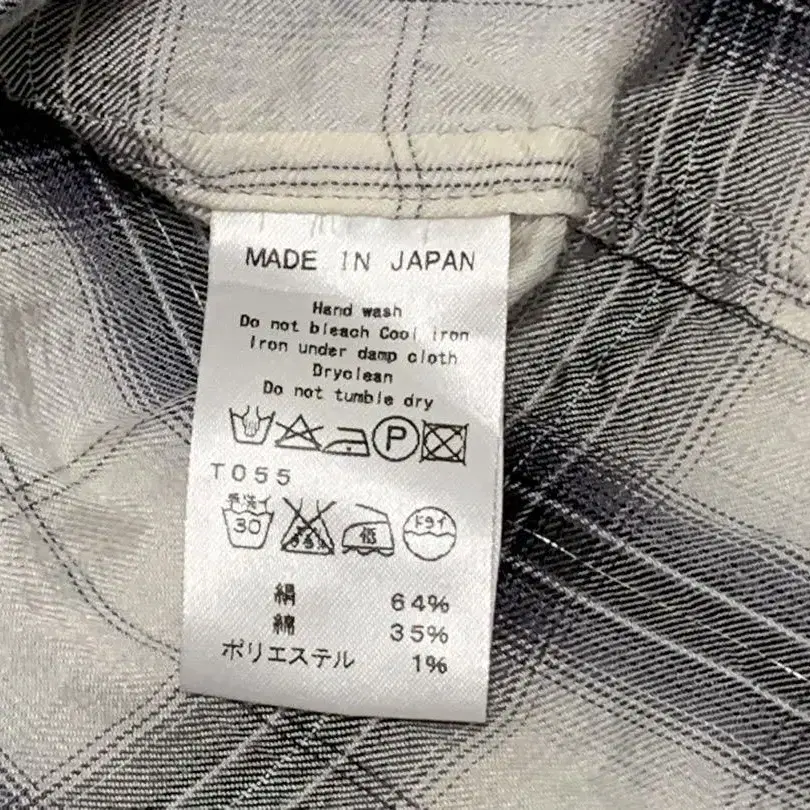 MADE IN JAPAN
Hand wash
Do not bleach Cool iron
Iron under damp cloth
Dryclean
Do not tumble dry
P
T055
手洗イ
30
低
ドライ
絹 64%
綿 35%
ポリエステル 1%